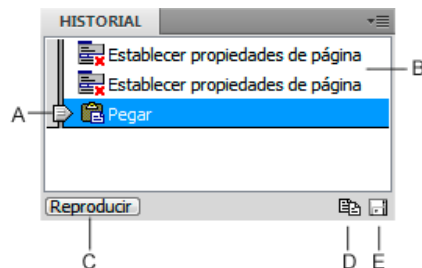 HISTORIAL
Establecer propiedades de página
B
Establecer propiedades de página
A
Pegar
Reproducir
C
D
E